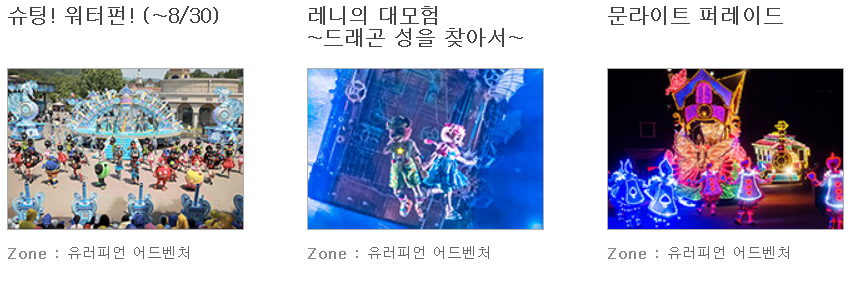 슈팅! 워터펀! (~8/30)
레니의 대모험
~드래곤 성을 찾아서~
문라이트 퍼레이드
Zone : 유러피언 어드벤처
Zone : 유러피언 어드벤처
Zone : 유러피언 어드벤처